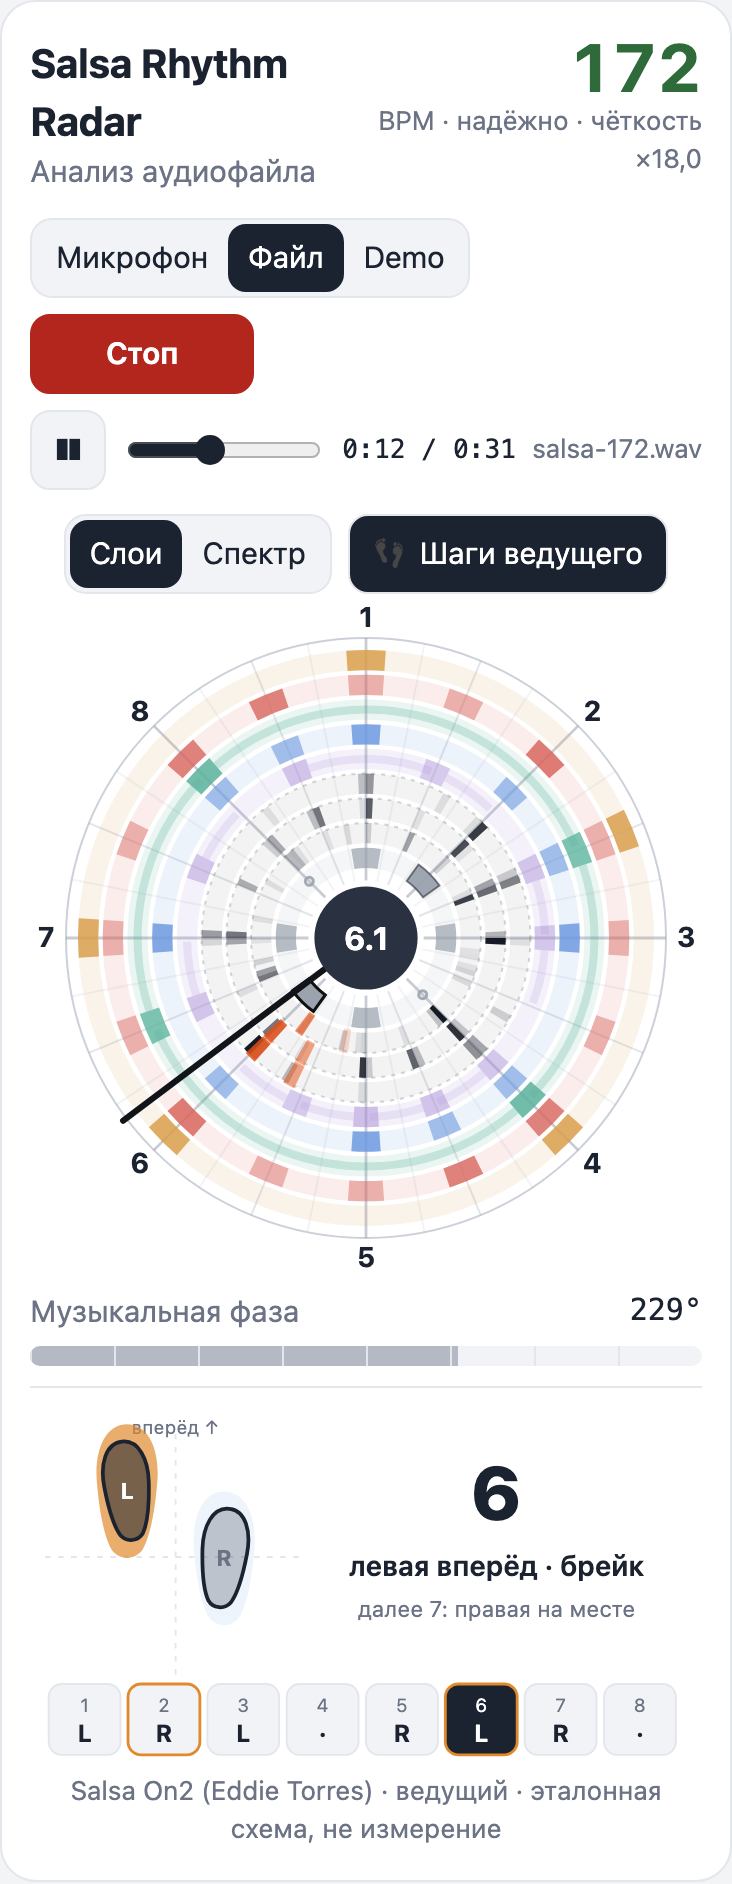 Salsa Rhythm
Radar
Анализ аудиофайла
172
BPM · надёжно · чёткость
×18,0
Микрофон Файл Demo
Стоп
0:12 / 0:31 salsa-172.wav
Слои Спектр Шаги ведущего
1
8 2
7 6.1 3
6 4
5
Музыкальная фаза 229°
вперёд ↑
L
R
6
левая вперёд · брейк
далее 7: правая на месте
1 2 3 4 5 6 7 8
L R L · R L R ·
Salsa On2 (Eddie Torres) · ведущий · эталонная
схема, не измерение